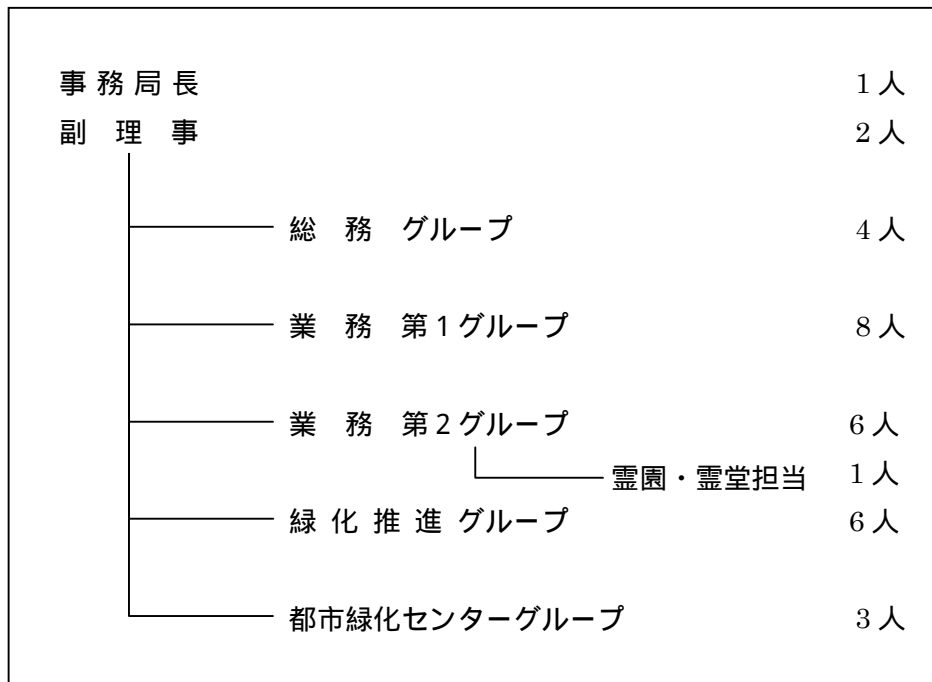 事務局長 1人
副理事 2人
総務 グループ 4人
業務 第1グループ 8人
業務 第2グループ 6人
霊園・霊堂担当 1人
緑化推進 グループ 6人
都市緑化センターグループ 3人